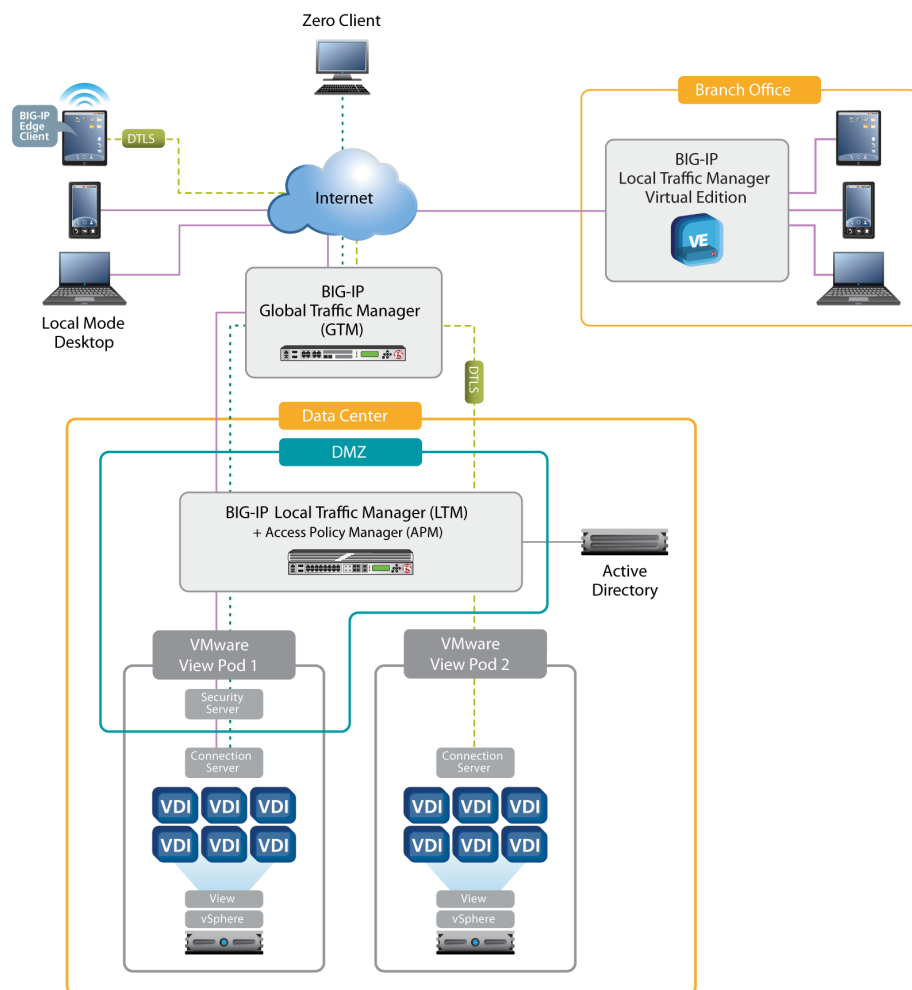 Zero Client
BIG-IP
Edge
Client
DTLS
Internet
Local Mode
Desktop
Branch Office
BIG-IP
Local Traffic Manager
Virtual Edition
VE
BIG-IP
Global Traffic Manager
(GTM)
DTLS
Data Center
DMZ
BIG-IP Local Traffic Manager (LTM)
+ Access Policy Manager (APM)
Active
Directory
VMware
View Pod 1
Security
Server
Connection
Server
VDI VDI VDI
VDI VDI VDI
View
vSphere
VMware
View Pod 2
Connection
Server
VDI VDI VDI
VDI VDI VDI
View
vSphere